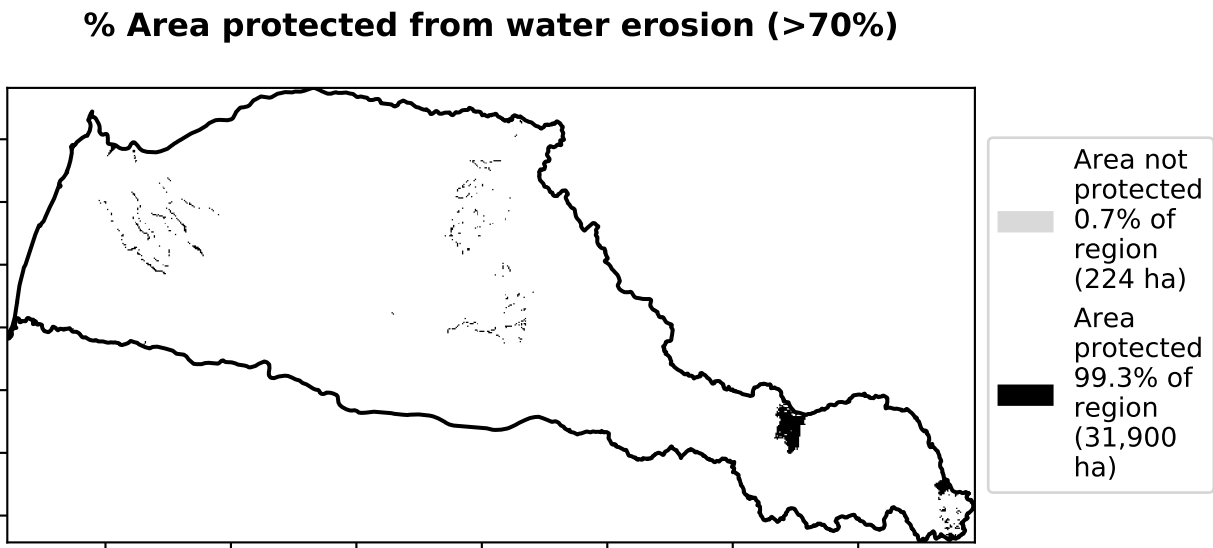 % Area protected from water erosion (>70%)
Area not
protected
0.7% of
region
(224 ha)
Area
protected
99.3% of
region
(31,900
ha)